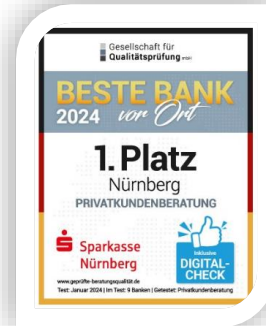 Gesellschaft für
Qualitätsprüfung mbH
BESTE BANK
2024 vor Ort
1. Platz
Nürnberg
PRIVATKUNDENBERATUNG
Sparkasse
Nürnberg
Inklusive
DIGITAL-
CHECK
www.geprüfte-beratungsqualität.de
Test: Januar 2024 | Im Test: 9 Banken | Getestet: Privatkundenberatung